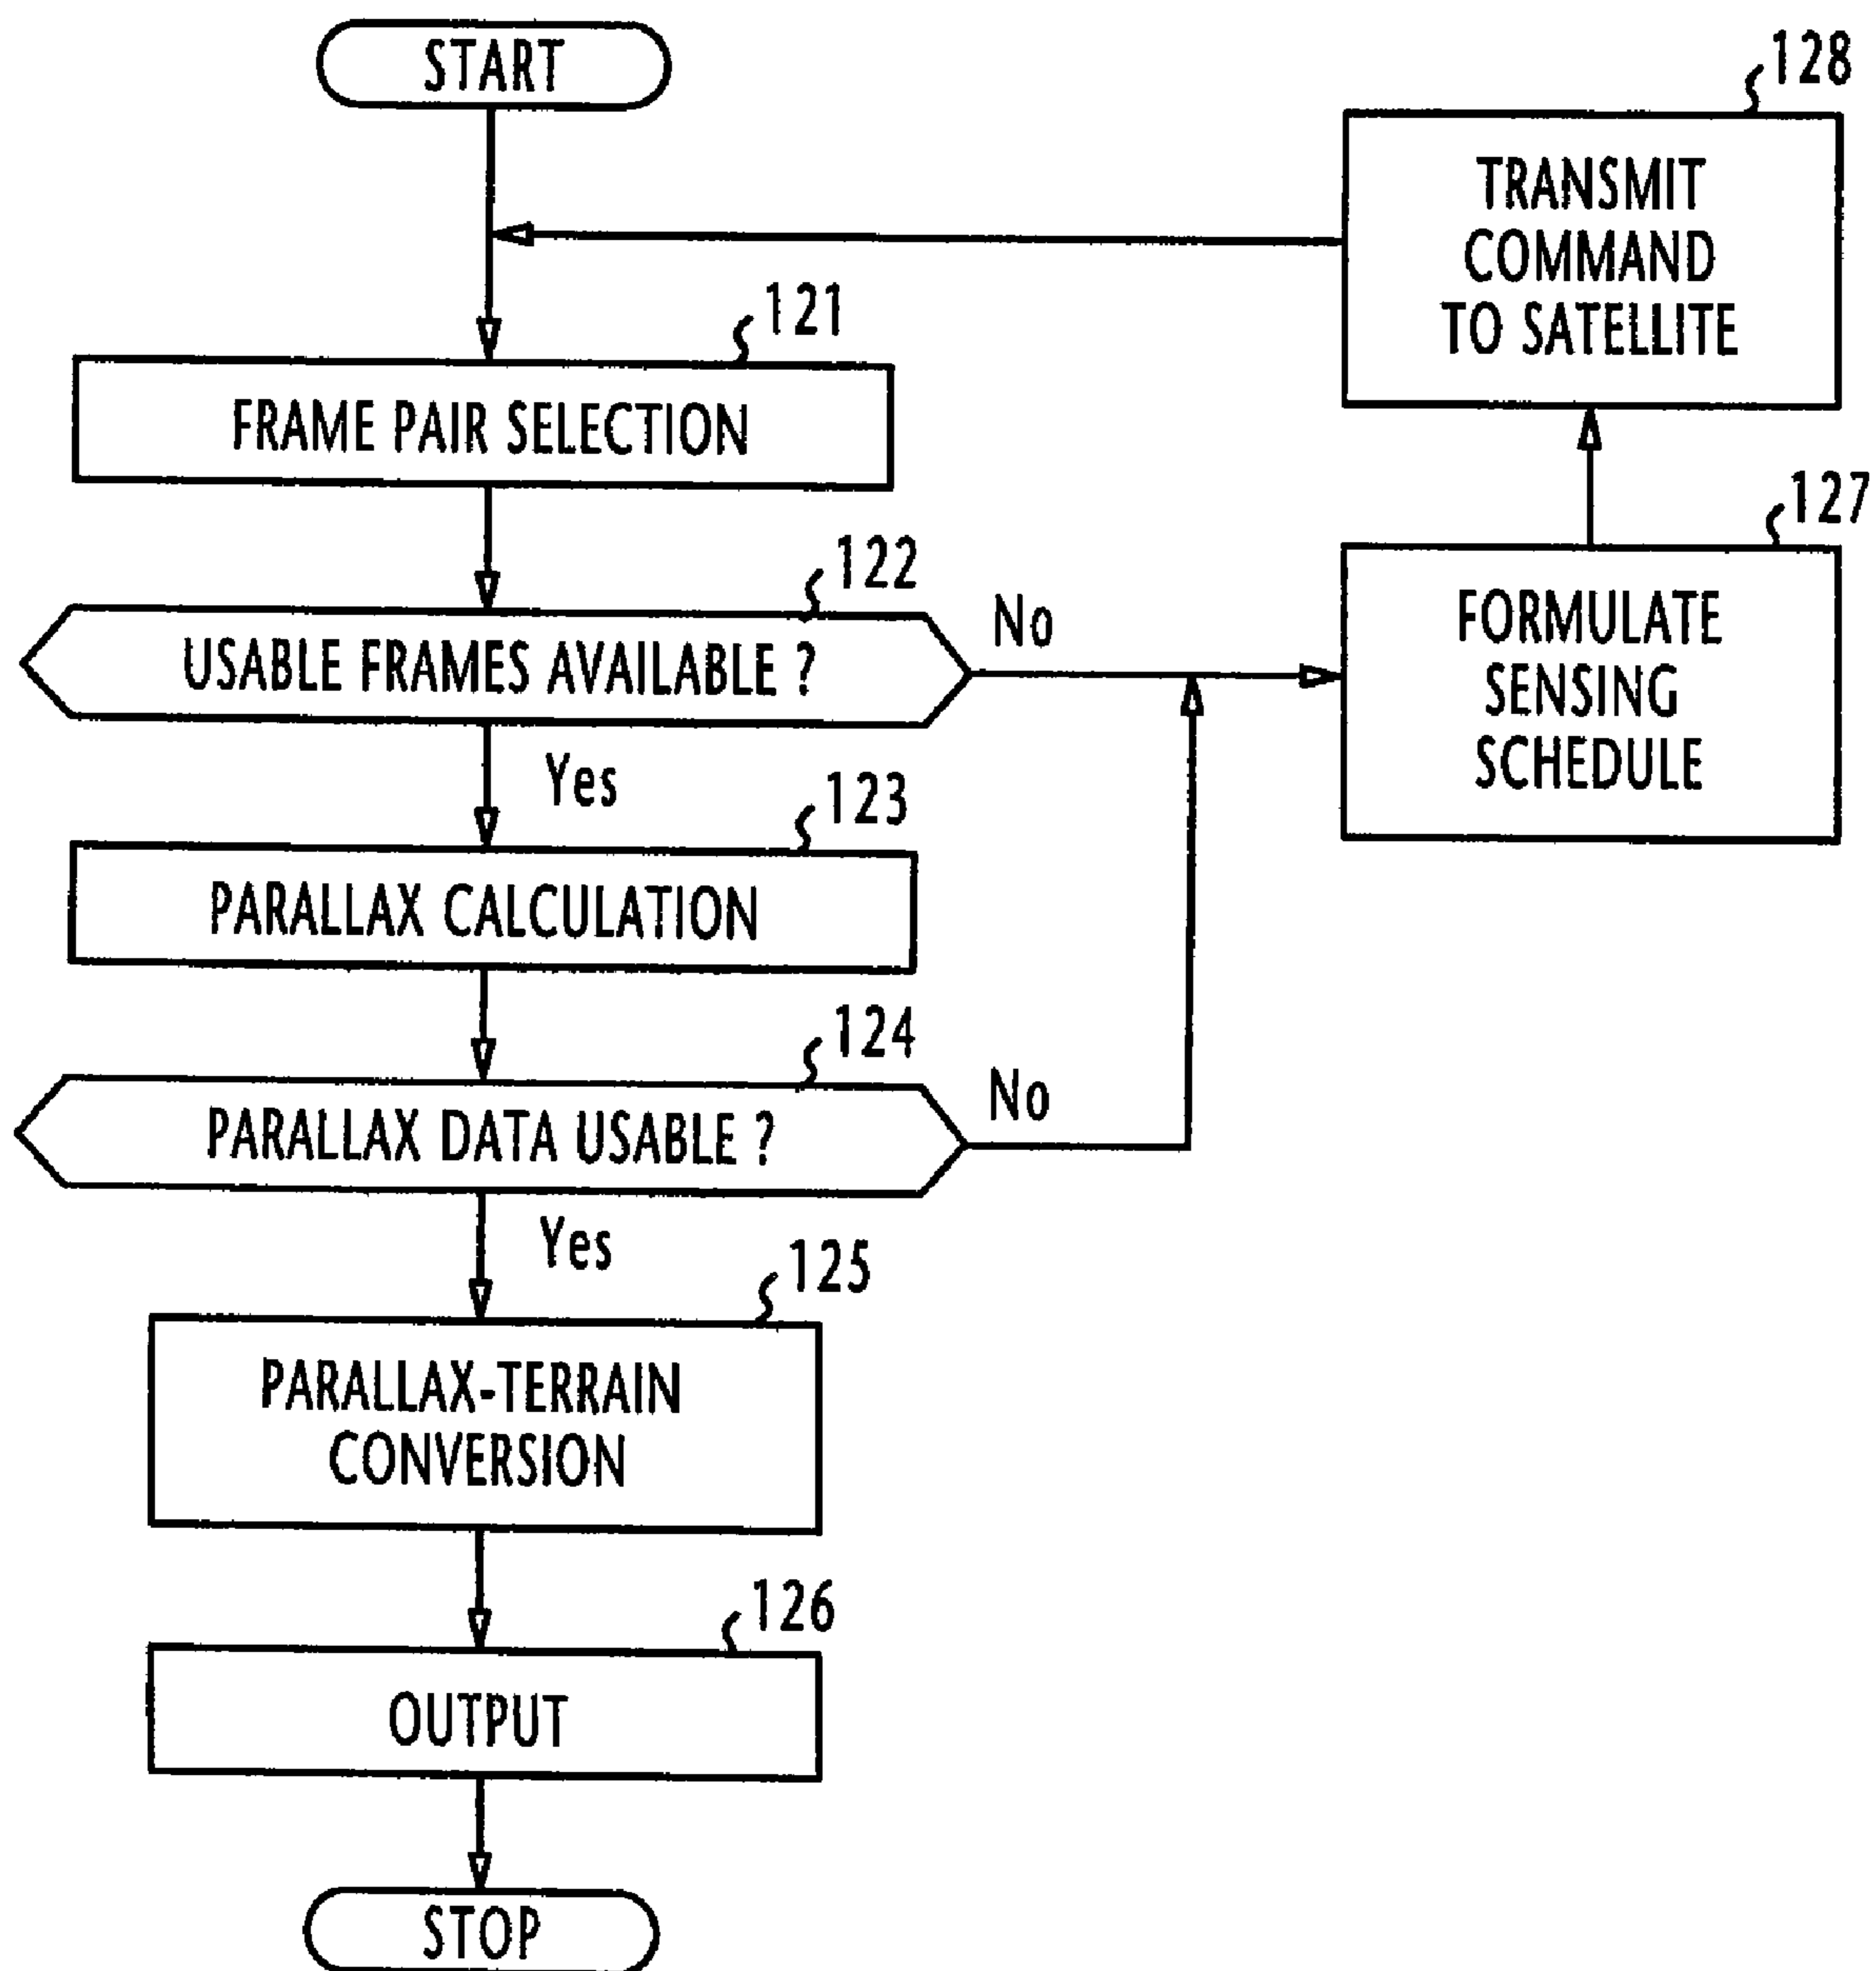 START
128
TRANSMIT
COMMAND
TO SATELLITE
121
FRAME PAIR SELECTION
122
USABLE FRAMES AVAILABLE ?
No
127
FORMULATE
SENSING
SCHEDULE
Yes
123
PARALLAX CALCULATION
124
PARALLAX DATA USABLE ?
No
Yes
125
PARALLAX-TERRAIN
CONVERSION
126
OUTPUT
STOP